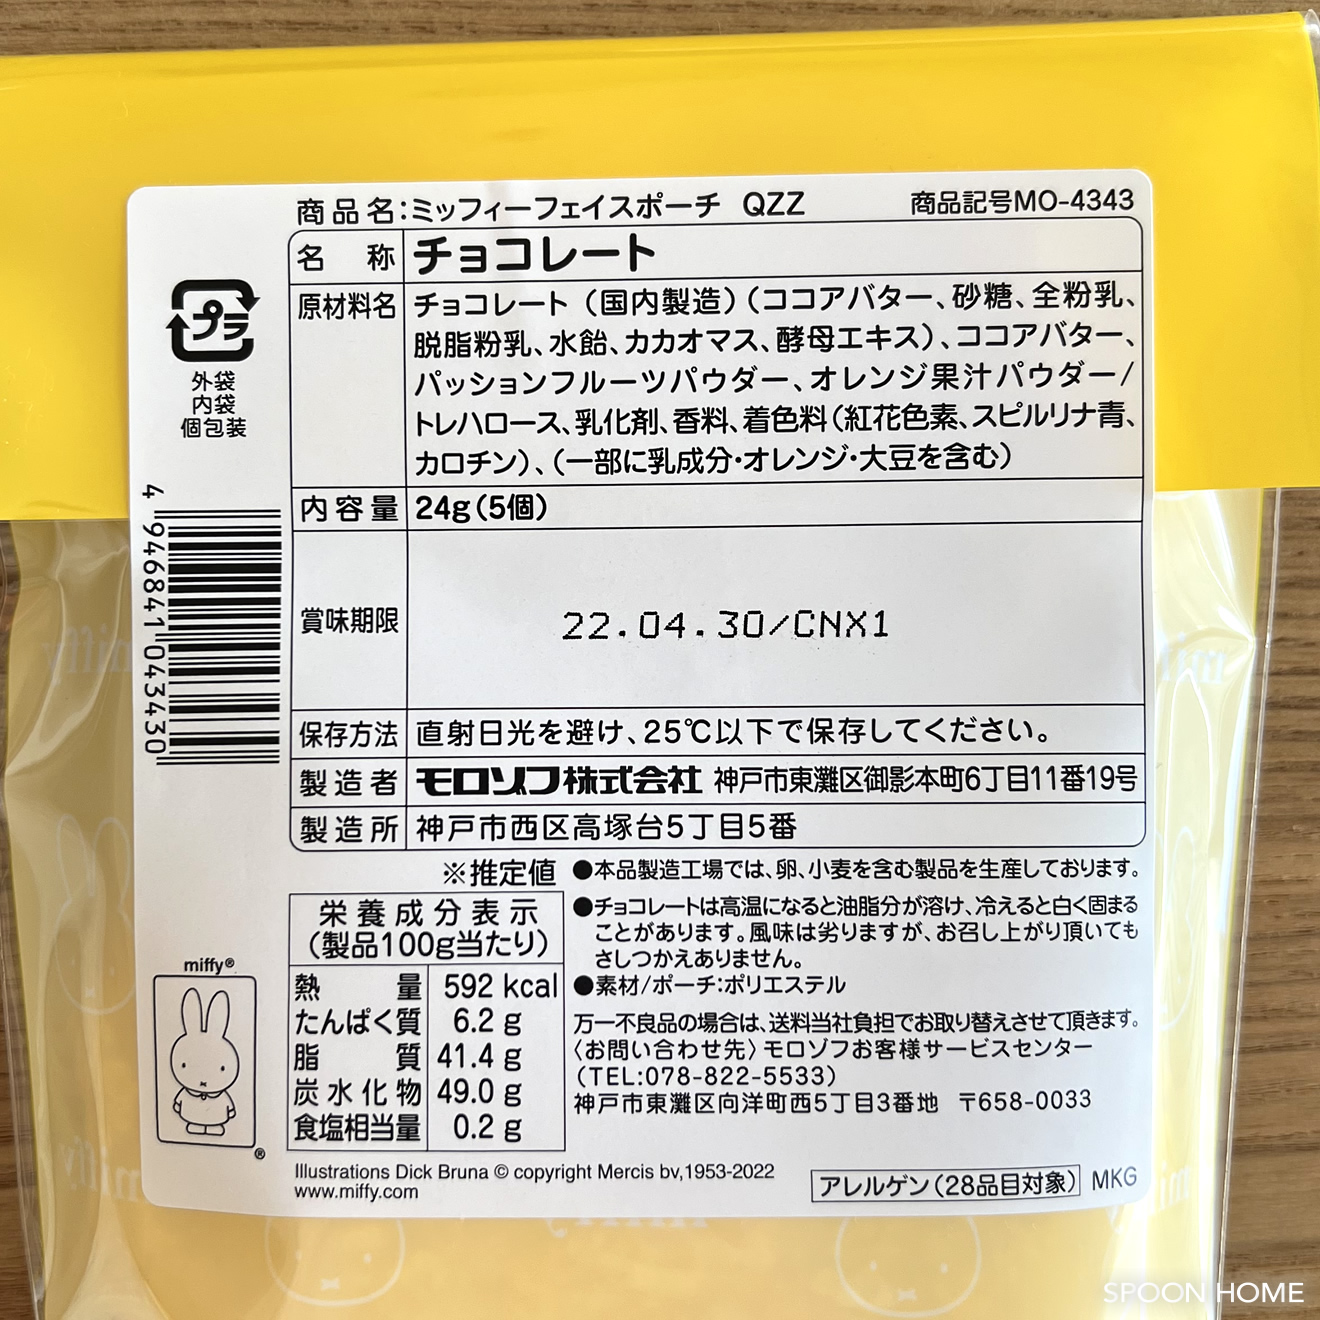 商品名:ミッフィーフェイスポーチ QZZ
商品記号MO-4343
名 称 チョコレート
原材料名 チョコレート(国内製造)(ココアバター、砂糖、全粉乳、
脱脂粉乳、水飴、カカオマス、酵母エキス)、ココアバター、
パッションフルーツパウダー、オレンジ果汁パウダー/
トレハロース、乳化剤、香料、着色料(紅花色素、スピルリナ青、
カロチン)、(一部に乳成分・オレンジ・大豆を含む)
内容量 24g(5個)
賞味期限 22.04.30/CNX1
保存方法 直射日光を避け、25℃以下で保存してください。
製造者 モロゾフ株式会社 神戸市東灘区御影本町6丁目11番19号
製造所 神戸市西区高塚台5丁目5番
プラ
外袋
内袋
個包装
4 946841 043430
※推定値
栄養成分表示
(製品100g当たり)
熱量 592 kcal
たんぱく質 6.2 g
脂質 41.4 g
炭水化物 49.0 g
食塩相当量 0.2 g
●本品製造工場では、卵、小麦を含む製品を生産しております。
●チョコレートは高温になると油脂分が溶け、冷えると白く固まる
ことがあります。風味は劣りますが、お召し上がり頂いても
さしつかえありません。
●素材/ポーチ:ポリエステル
万一不良品の場合は、送料当社負担でお取り替えさせて頂きます。
〈お問い合わせ先〉モロゾフお客様サービスセンター
(TEL:078-822-5533)
神戸市東灘区向洋町西5丁目3番地 〒658-0033
miffy®
®
Illustrations Dick Bruna © copyright Mercis bv,1953-2022
www.miffy.com
アレルゲン(28品目対象) MKG
miffy
miffy
SPOON HOME